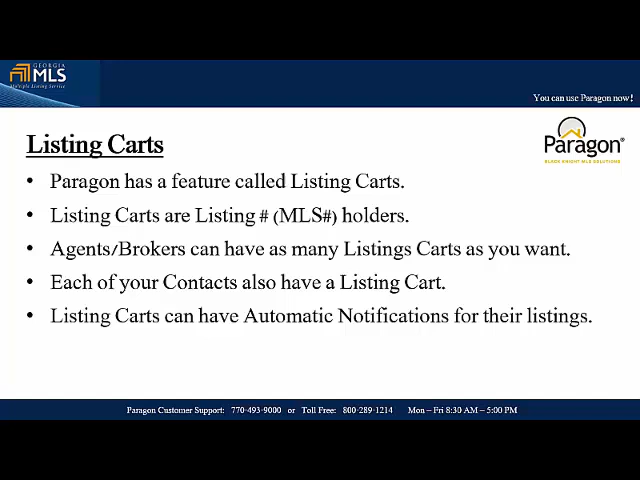 GEORGIA
MLS
Multiple Listing Service
You can use Paragon now!
Listing Carts
Paragon®
BLACK KNIGHT MLS SOLUTIONS
• Paragon has a feature called Listing Carts.
• Listing Carts are Listing # (MLS#) holders.
• Agents/Brokers can have as many Listings Carts as you want.
• Each of your Contacts also have a Listing Cart.
• Listing Carts can have Automatic Notifications for their listings.
Paragon Customer Support: 770-493-9000 or Toll Free: 800-289-1214 Mon – Fri 8:30 AM – 5:00 PM